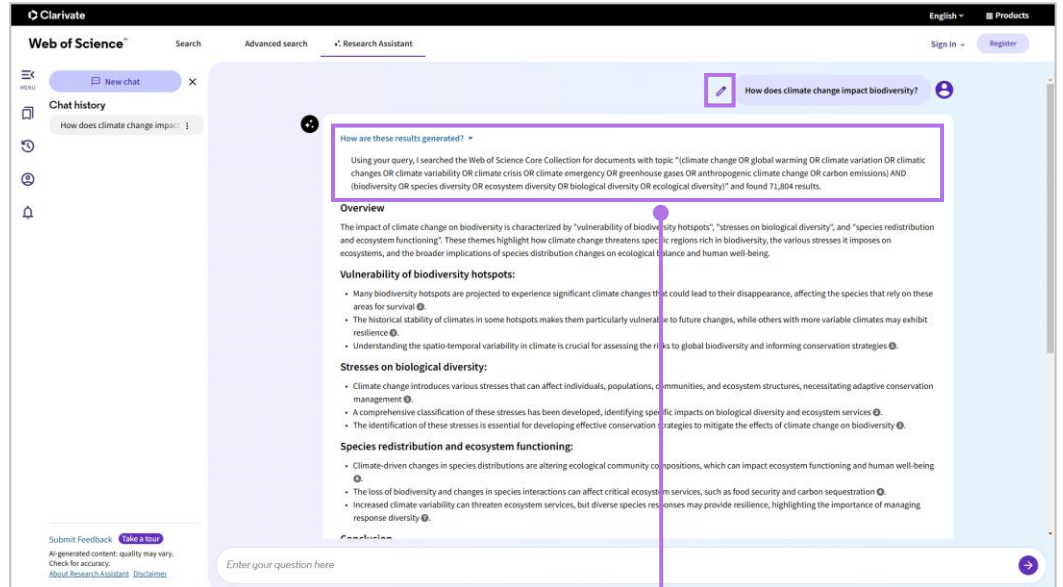 Clarivate
English
Products
Web of Science™
Search
Advanced search
Research Assistant
Sign In
Register
MENU
New chat
Chat history
How does climate change impac
How does climate change impact biodiversity?
How are these results generated?
Using your query, I searched the Web of Science Core Collection for documents with topic "(climate change OR global warming OR climate variation OR climatic
changes OR climate variability OR climate crisis OR climate emergency OR greenhouse gases OR anthropogenic climate change OR carbon emissions) AND
(biodiversity OR species diversity OR ecosystem diversity OR biological diversity OR ecological diversity)" and found 71,804 results.
Overview
The impact of climate change on biodiversity is characterized by "vulnerability of biodiversity hotspots", "stresses on biological diversity", and "species redistribution
and ecosystem functioning". These themes highlight how climate change threatens specific regions rich in biodiversity, the various stresses it imposes on
ecosystems, and the broader implications of species distribution changes on ecological balance and human well-being.
Vulnerability of biodiversity hotspots:
• Many biodiversity hotspots are projected to experience significant climate changes that could lead to their disappearance, affecting the species that rely on these
areas for survival.
• The historical stability of climates in some hotspots makes them particularly vulnerable to future changes, while others with more variable climates may exhibit
resilience.
• Understanding the spatio-temporal variability in climate is crucial for assessing the risks to global biodiversity and informing conservation strategies.
Stresses on biological diversity:
• Climate change introduces various stresses that can affect individuals, populations, communities, and ecosystem structures, necessitating adaptive conservation
management.
• A comprehensive classification of these stresses has been developed, identifying specific impacts on biological diversity and ecosystem services.
• The identification of these stresses is essential for developing effective conservation strategies to mitigate the effects of climate change on biodiversity.
Species redistribution and ecosystem functioning:
• Climate-driven changes in species distributions are altering ecological community compositions, which can impact ecosystem functioning and human well-being
.
• The loss of biodiversity and changes in species interactions can affect critical ecosystem services, such as food security and carbon sequestration.
• Increased climate variability can threaten ecosystem services, but diverse species responses may provide resilience, highlighting the importance of managing
response diversity.
Conclusion
Submit Feedback Take a tour
AI-generated content: quality may vary.
Check for accuracy.
About Research Assistant Disclaimer
Enter your question here